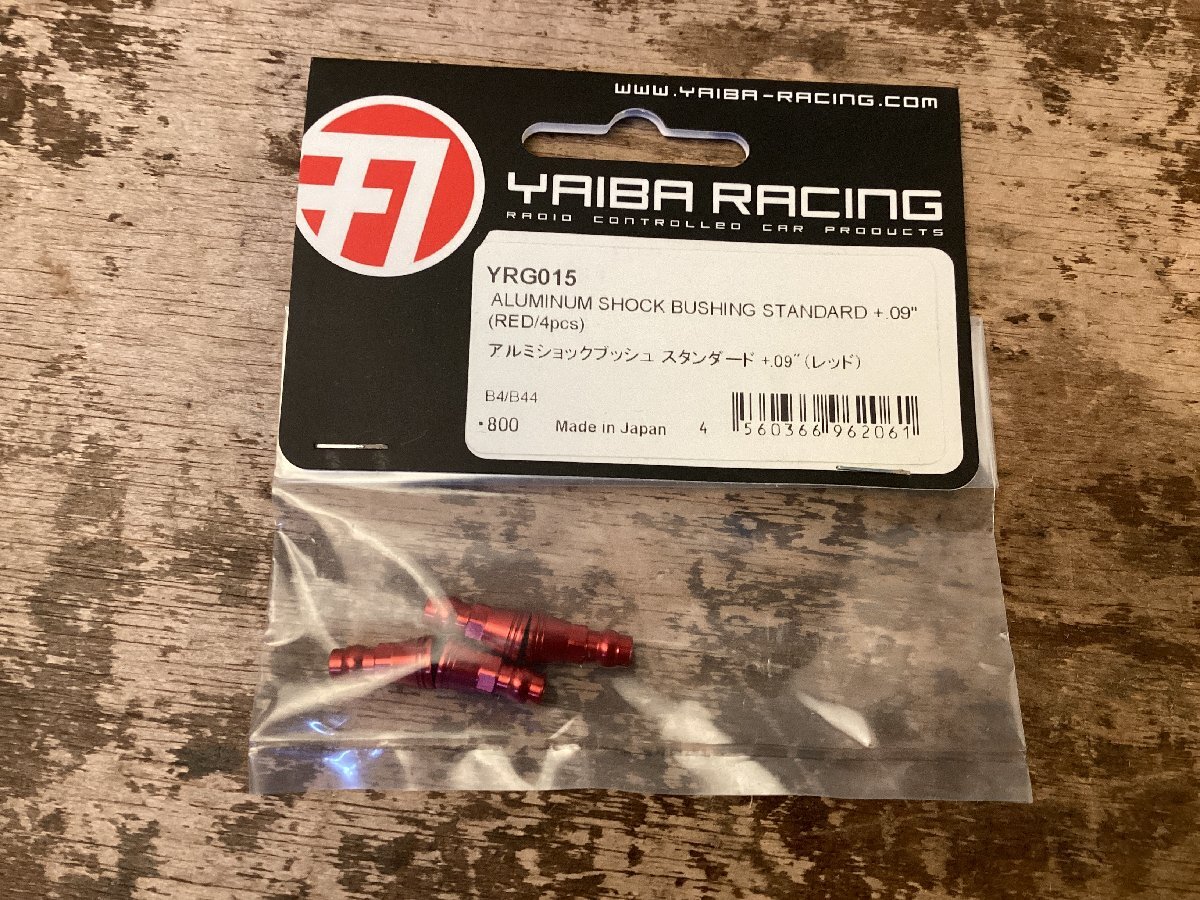 WWW.YAIBA-RACING.COM
YAIBA RACING
RADIO CONTROLLED CAR PRODUCTS
YRG015
ALUMINUM SHOCK BUSHING STANDARD +.09"
(RED/4pcs)
アルミショックブッシュ スタンダード +.09"(レッド)
B4/B44
・800 Made in Japan 4 560366 962061